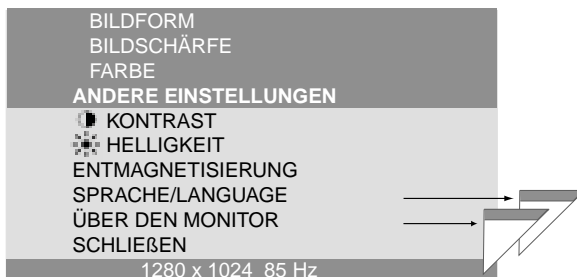 BILDFORM
BILDSCHÄRFE
FARBE
ANDERE EINSTELLUNGEN
KONTRAST
HELLIGKEIT
ENTMAGNETISIERUNG
SPRACHE/LANGUAGE
ÜBER DEN MONITOR
SCHLIEßEN
1280 x 1024 85 Hz